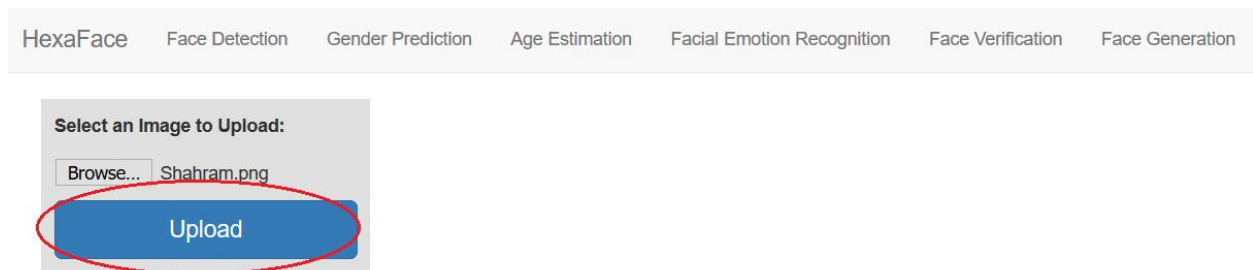 HexaFace Face Detection Gender Prediction Age Estimation Facial Emotion Recognition Face Verification Face Generation
Select an Image to Upload:
Browse... Shahram.png
Upload